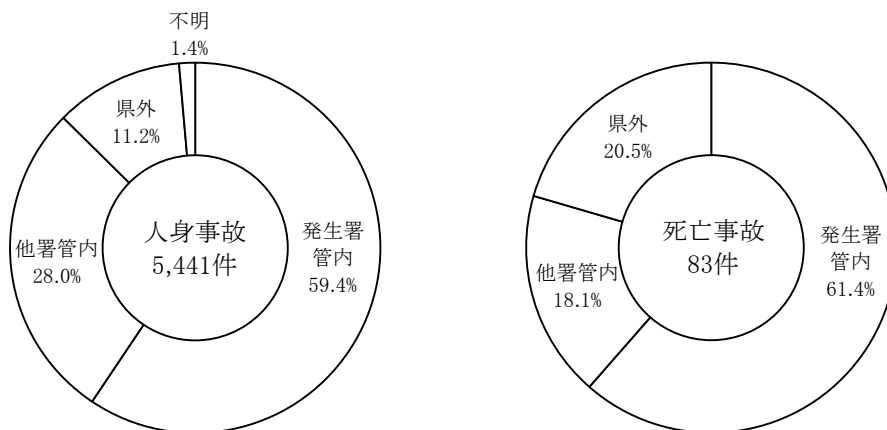 不明
1.4%
県外
11.2%
他署管内
28.0%
人身事故
5,441件
発生署
管内
59.4%
県外
20.5%
他署管内
18.1%
死亡事故
83件
発生署
管内
61.4%